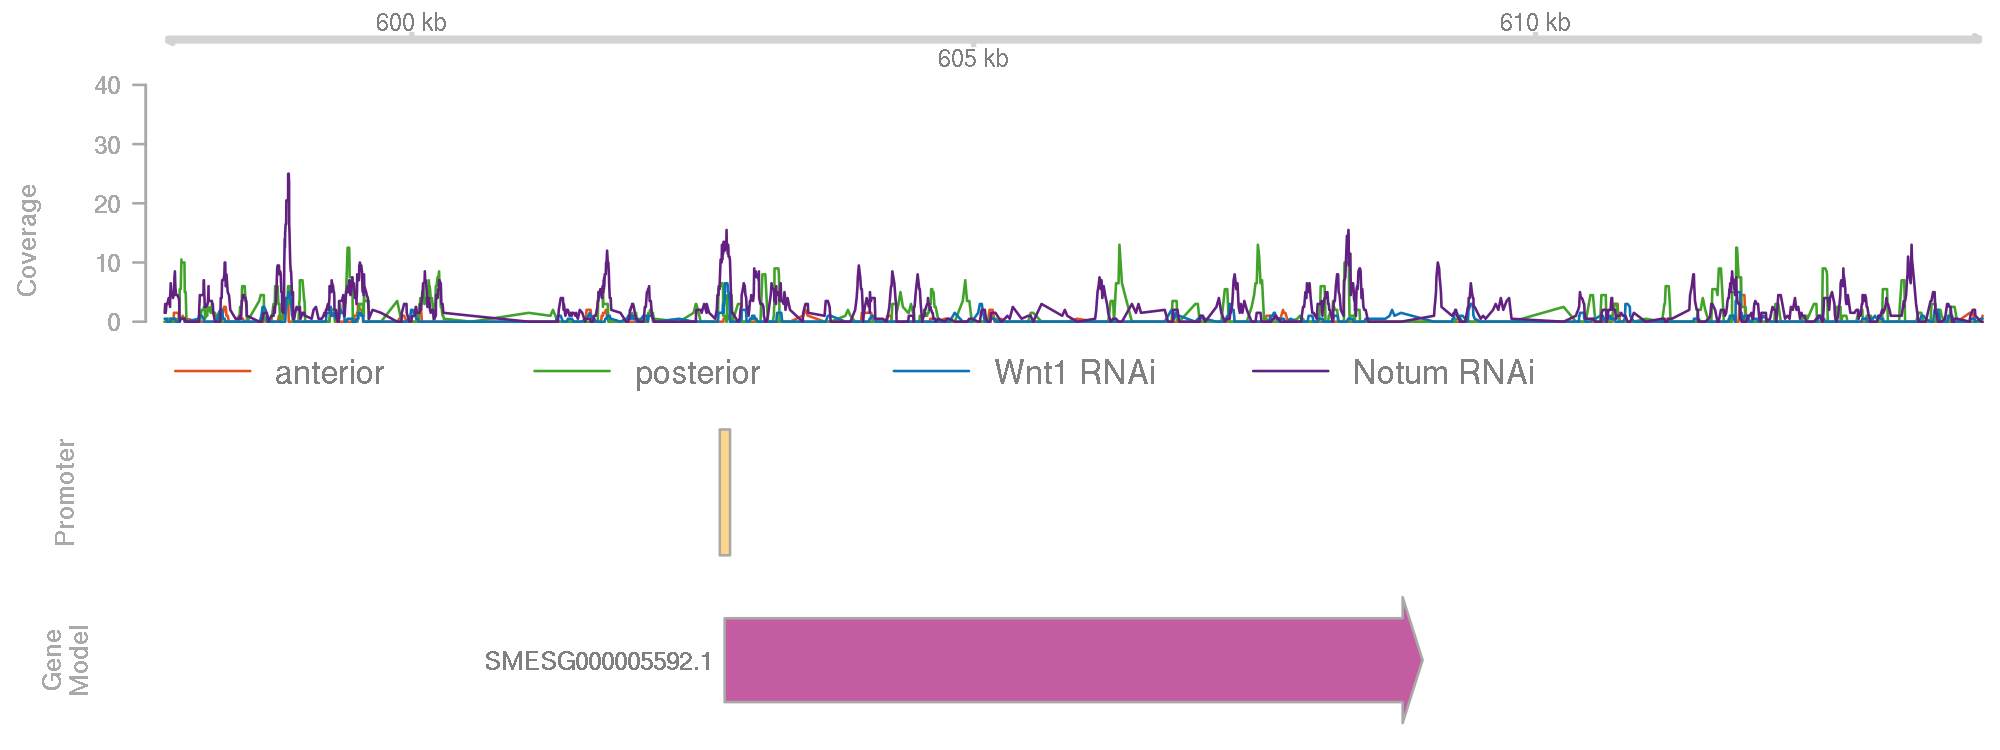 600 kb
610 kb
605 kb
40
30
20
10
0
Coverage
anterior
posterior
Wnt1 RNAi
Notum RNAi
Promoter
Gene
Model
SMESG000005592.1